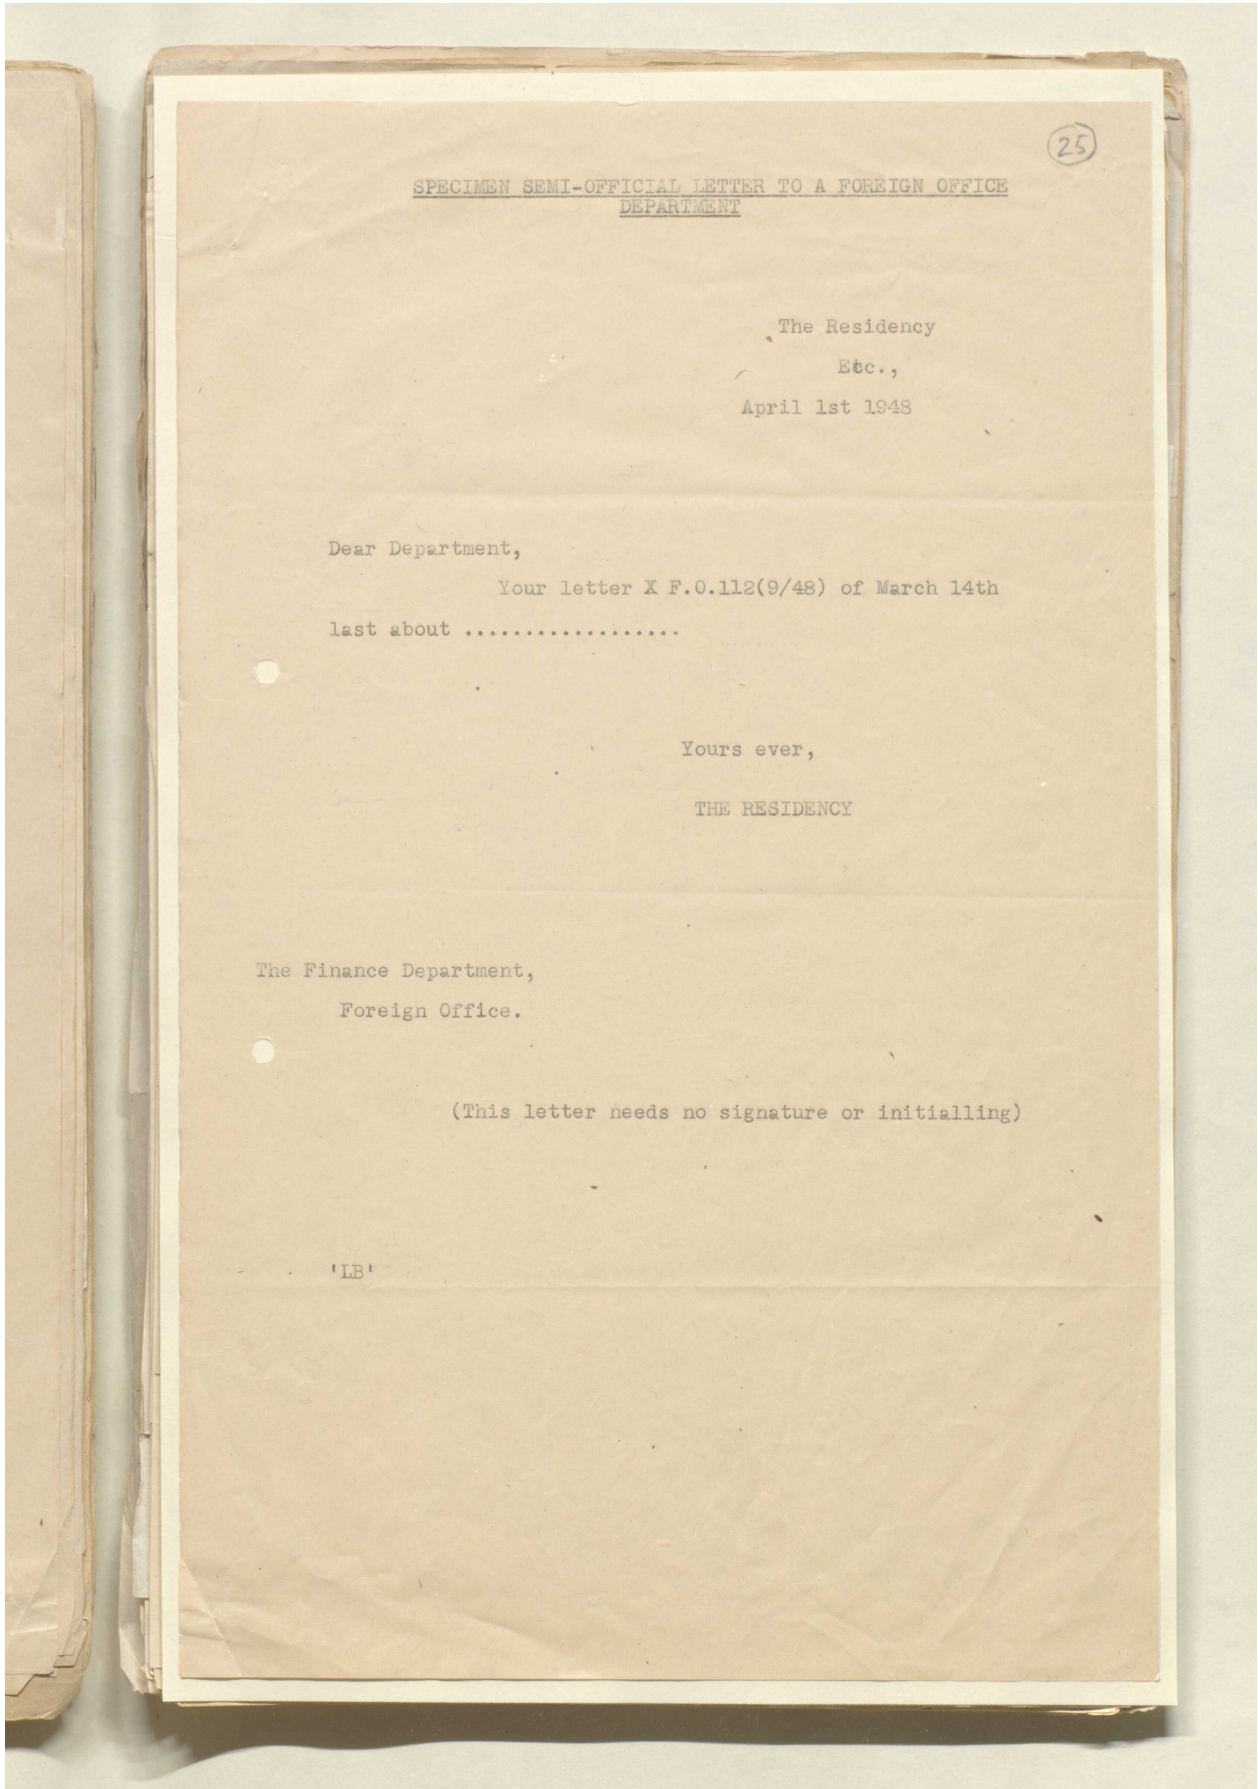 25
SPECIMEN SEMI-OFFICIAL LETTER TO A FOREIGN OFFICE
DEPARTMENT
The Residency
Etc.,
April 1st 1948
Dear Department,
Your letter X F.O.112(9/48) of March 14th
last about ..................
Yours ever,
THE RESIDENCY
The Finance Department,
Foreign Office.
(This letter needs no signature or initialling)
'LB'